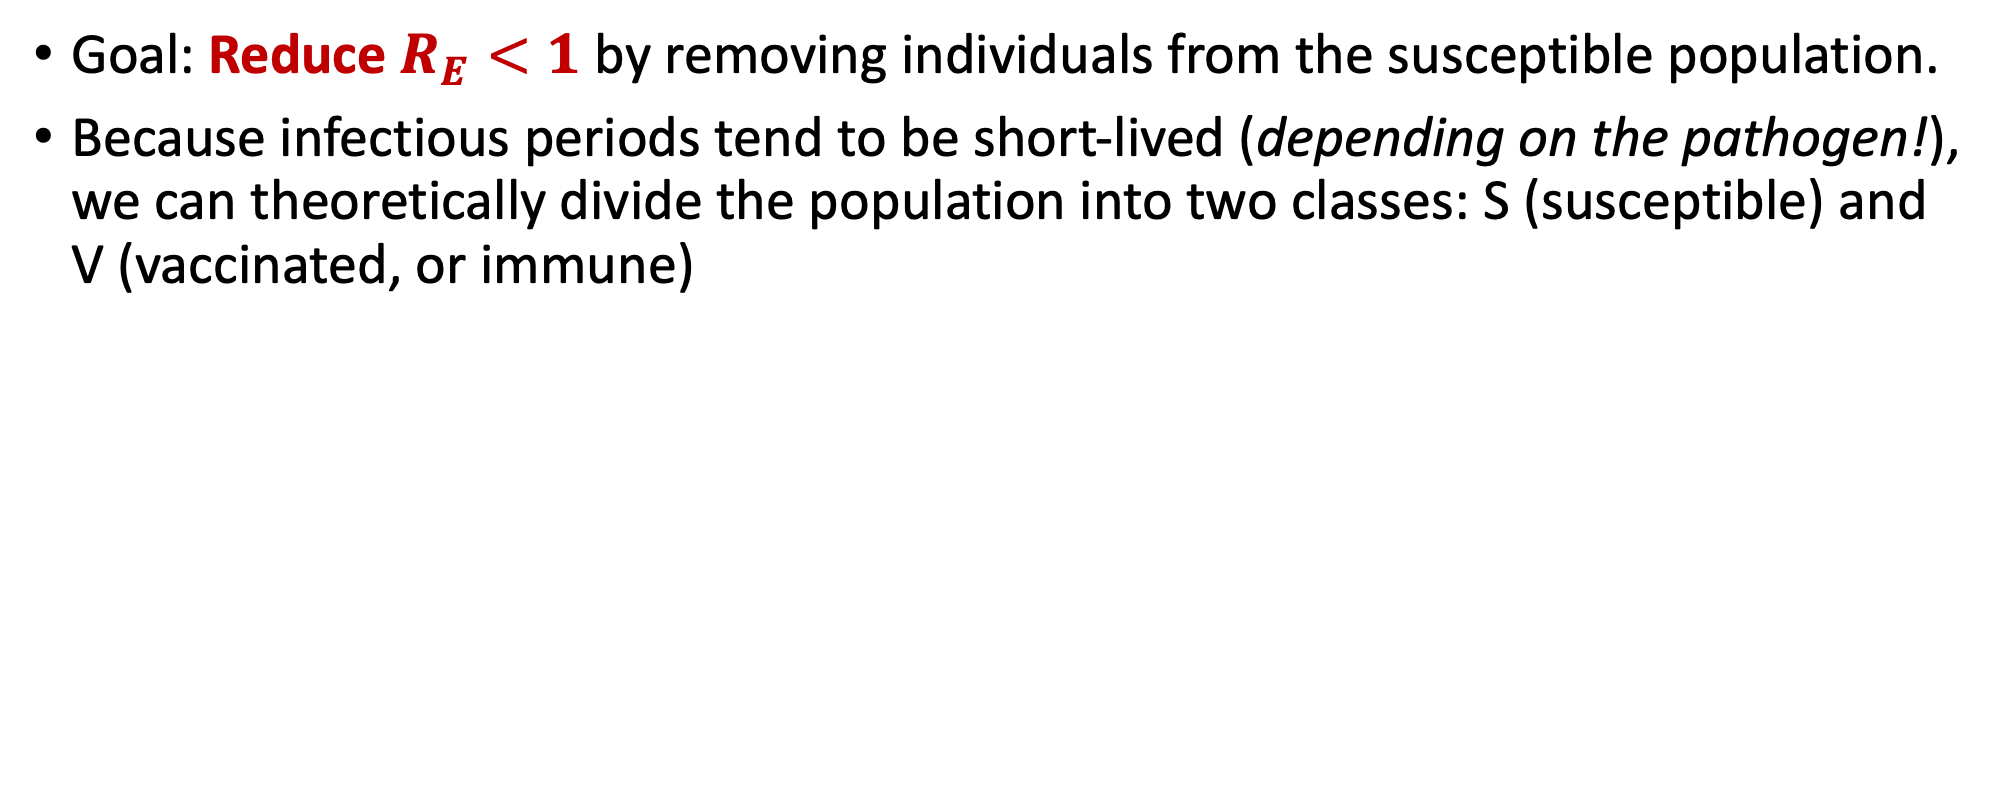 • Goal: Reduce R_E < 1 by removing individuals from the susceptible population.
• Because infectious periods tend to be short-lived (depending on the pathogen!),
we can theoretically divide the population into two classes: S (susceptible) and
V (vaccinated, or immune)